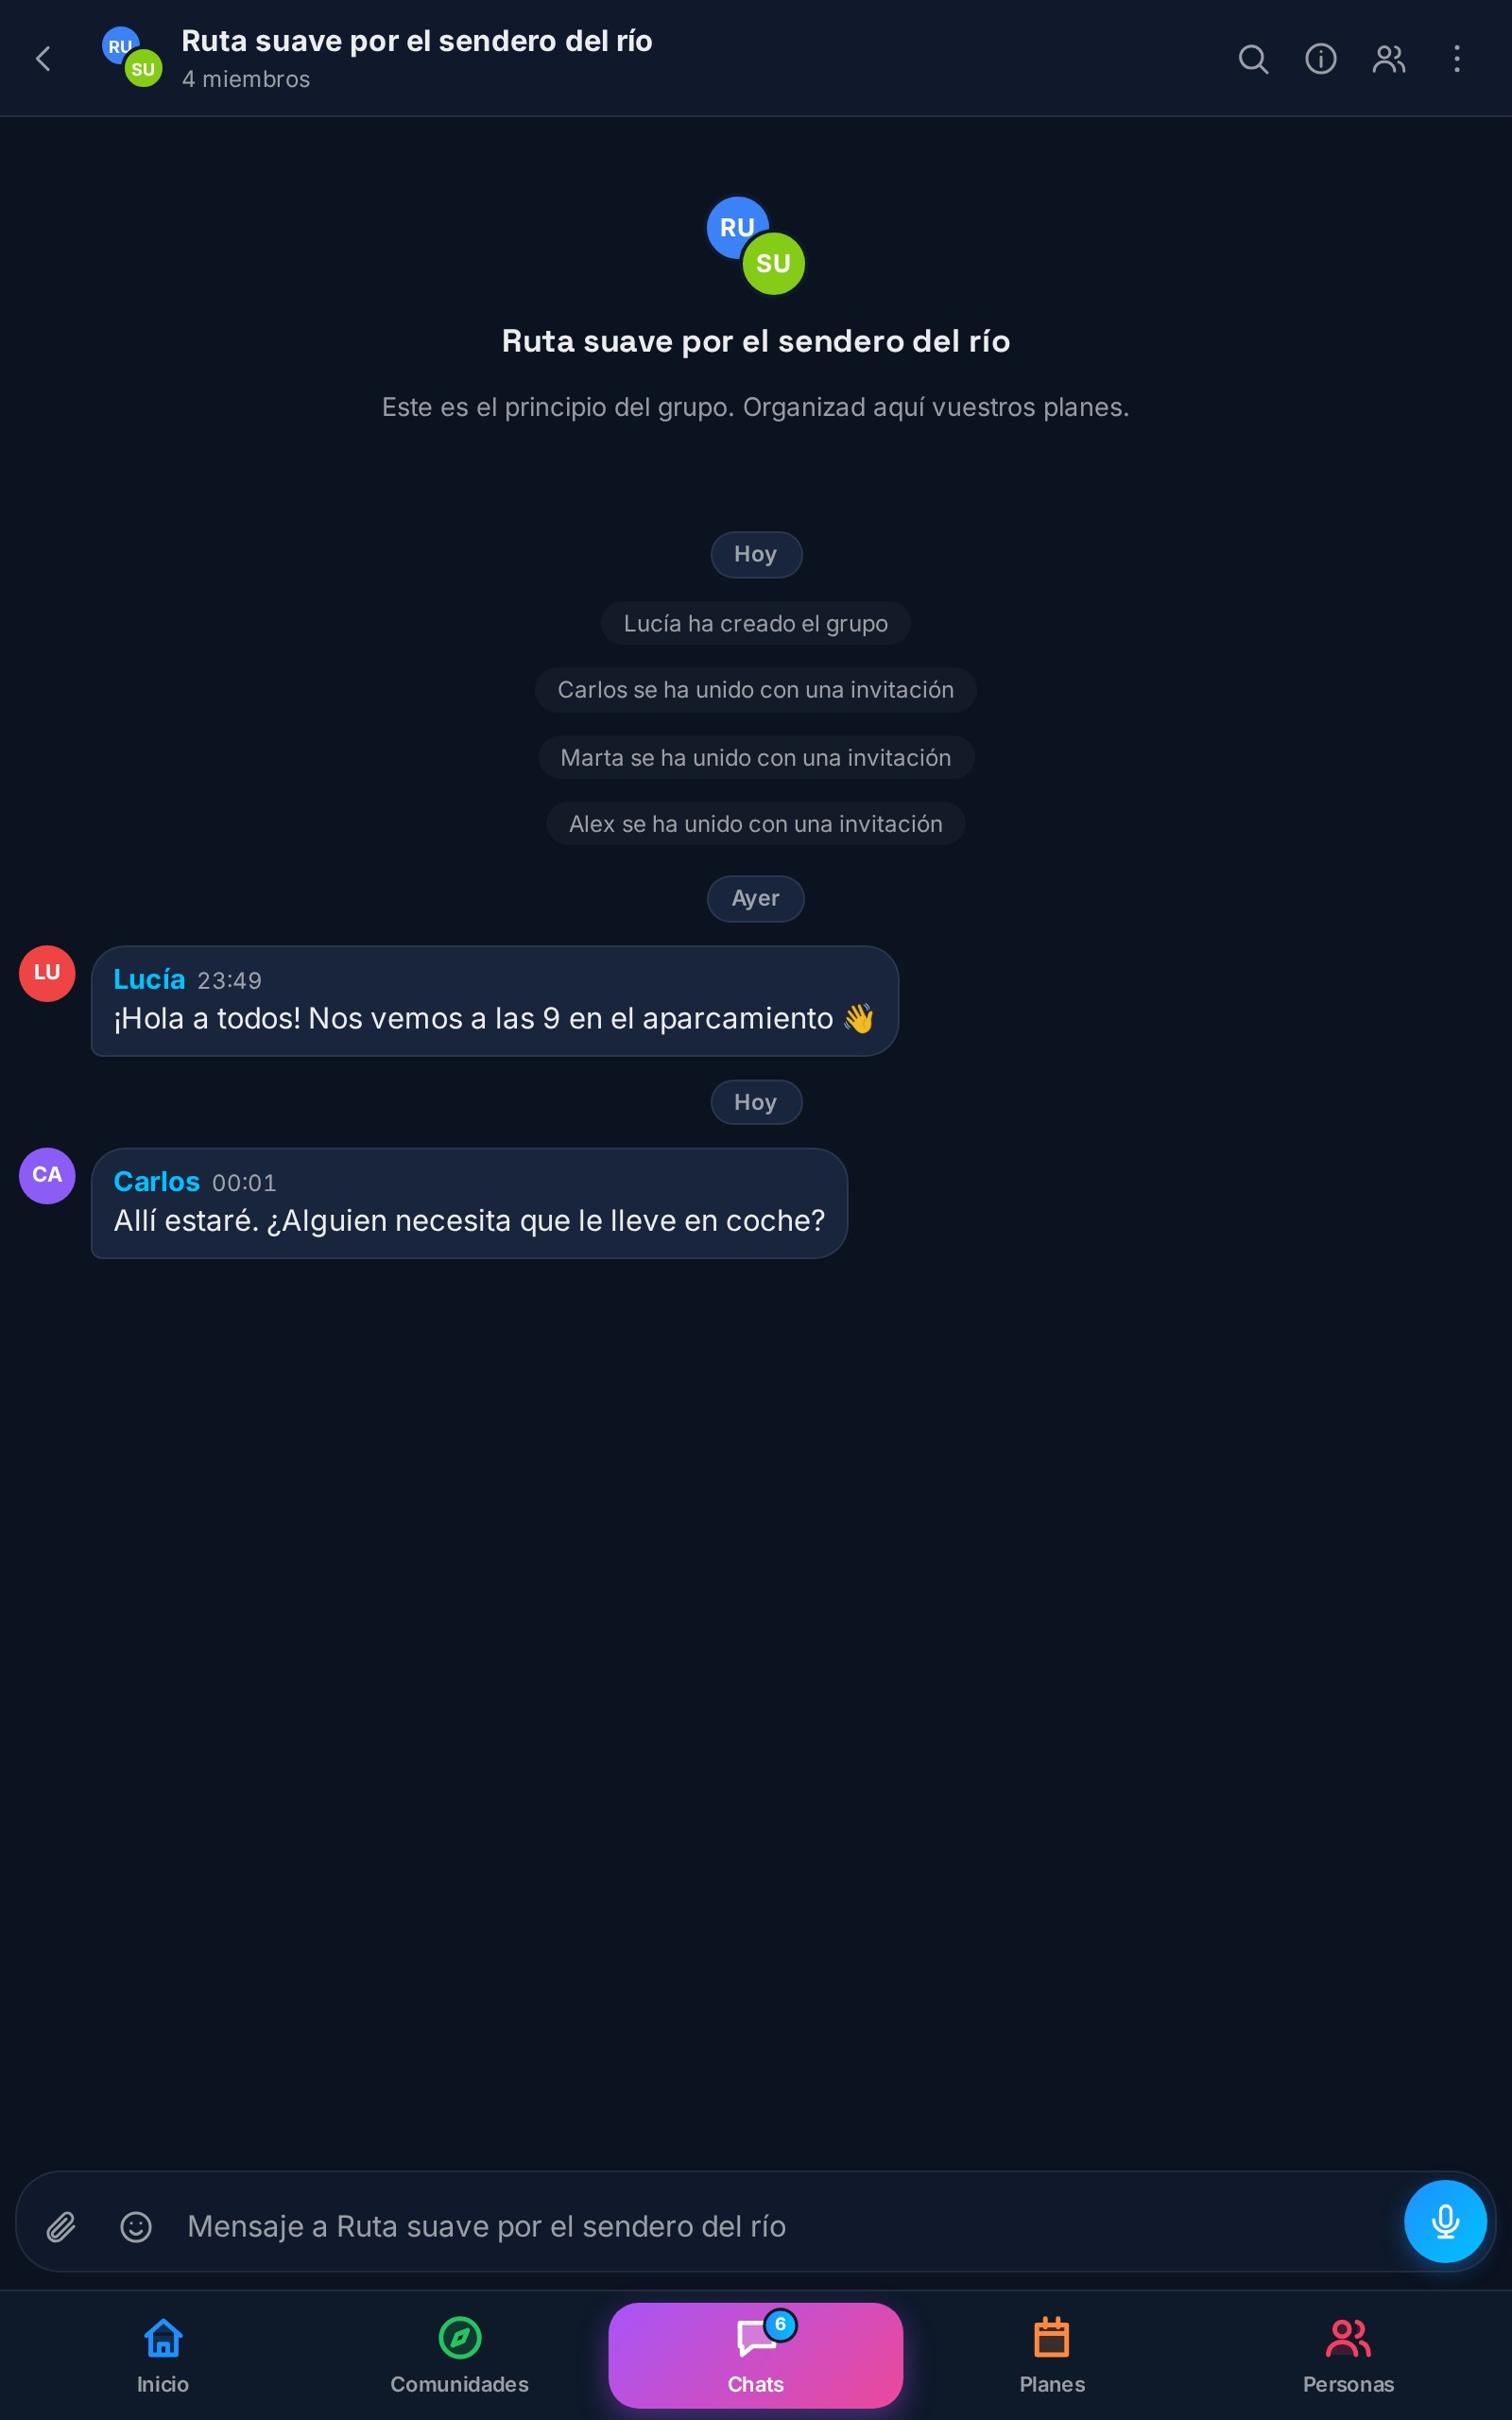 RU
SU
Ruta suave por el sendero del río
4 miembros
RU
SU
Ruta suave por el sendero del río
Este es el principio del grupo. Organizad aquí vuestros planes.
Hoy
Lucía ha creado el grupo
Carlos se ha unido con una invitación
Marta se ha unido con una invitación
Alex se ha unido con una invitación
Ayer
LU
Lucía 23:49
¡Hola a todos! Nos vemos a las 9 en el aparcamiento 👋
Hoy
CA
Carlos 00:01
Allí estaré. ¿Alguien necesita que le lleve en coche?
Mensaje a Ruta suave por el sendero del río
6
Inicio
Comunidades
Chats
Planes
Personas